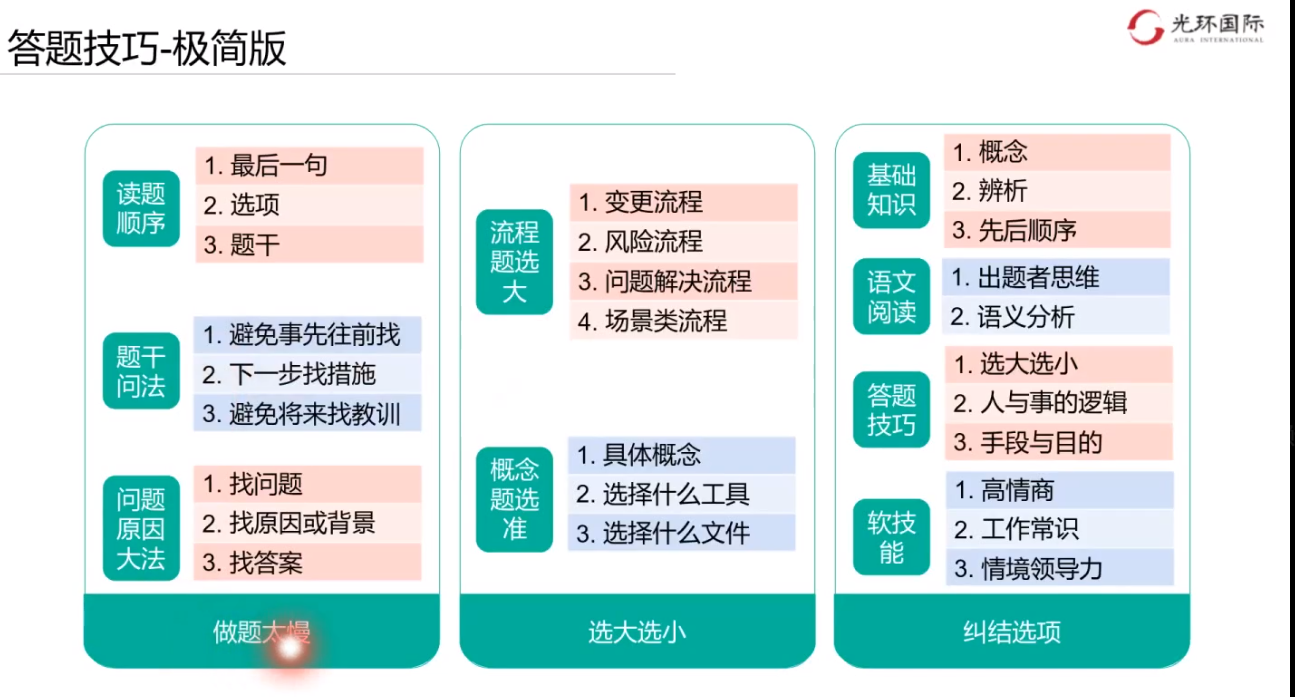 答题技巧-极简版
光环国际
AURA INTERNATIONAL
读题
顺序
1. 最后一句
2. 选项
3. 题干
题干
问法
1. 避免事先往前找
2. 下一步找措施
3. 避免将来找教训
问题
原因
大法
1. 找问题
2. 找原因或背景
3. 找答案
做题太慢
流程
题选
大
1. 变更流程
2. 风险流程
3. 问题解决流程
4. 场景类流程
概念
题选
准
1. 具体概念
2. 选择什么工具
3. 选择什么文件
选大选小
基础
知识
1. 概念
2. 辨析
3. 先后顺序
语文
阅读
1. 出题者思维
2. 语义分析
答题
技巧
1. 选大选小
2. 人与事的逻辑
3. 手段与目的
软技
能
1. 高情商
2. 工作常识
3. 情境领导力
纠结选项